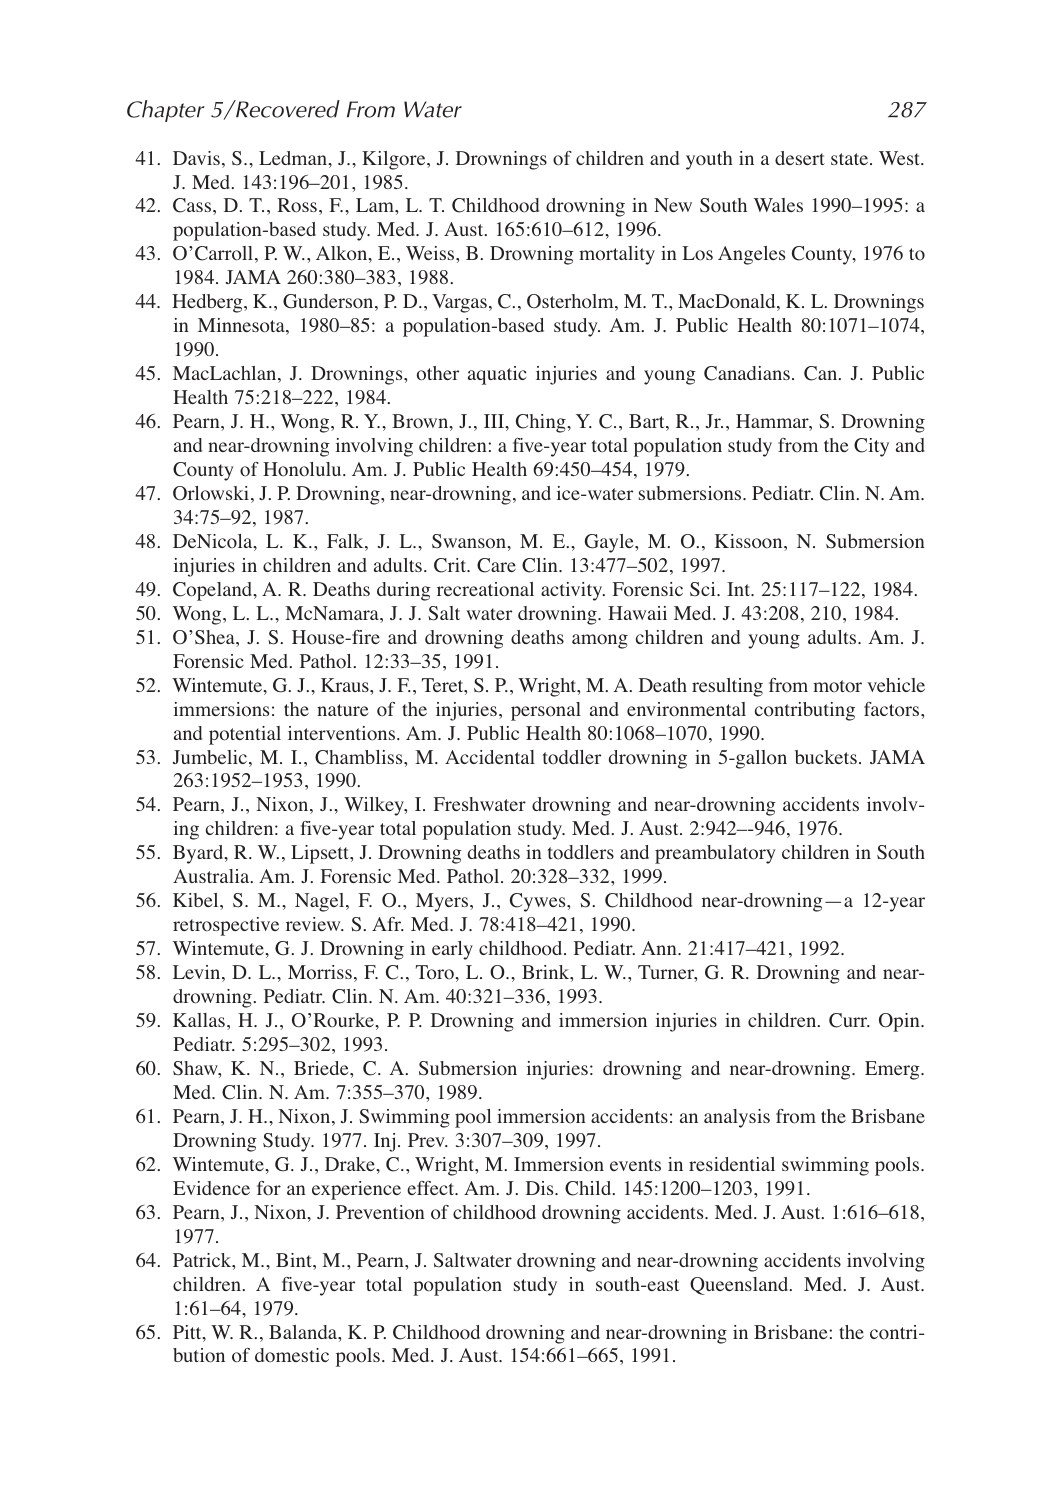 Chapter 5/Recovered From Water 287
41. Davis, S., Ledman, J., Kilgore, J. Drownings of children and youth in a desert state. West.
J. Med. 143:196–201, 1985.
42. Cass, D. T., Ross, F., Lam, L. T. Childhood drowning in New South Wales 1990–1995: a
population-based study. Med. J. Aust. 165:610–612, 1996.
43. O’Carroll, P. W., Alkon, E., Weiss, B. Drowning mortality in Los Angeles County, 1976 to
1984. JAMA 260:380–383, 1988.
44. Hedberg, K., Gunderson, P. D., Vargas, C., Osterholm, M. T., MacDonald, K. L. Drownings
in Minnesota, 1980–85: a population-based study. Am. J. Public Health 80:1071–1074,
1990.
45. MacLachlan, J. Drownings, other aquatic injuries and young Canadians. Can. J. Public
Health 75:218–222, 1984.
46. Pearn, J. H., Wong, R. Y., Brown, J., III, Ching, Y. C., Bart, R., Jr., Hammar, S. Drowning
and near-drowning involving children: a five-year total population study from the City and
County of Honolulu. Am. J. Public Health 69:450–454, 1979.
47. Orlowski, J. P. Drowning, near-drowning, and ice-water submersions. Pediatr. Clin. N. Am.
34:75–92, 1987.
48. DeNicola, L. K., Falk, J. L., Swanson, M. E., Gayle, M. O., Kissoon, N. Submersion
injuries in children and adults. Crit. Care Clin. 13:477–502, 1997.
49. Copeland, A. R. Deaths during recreational activity. Forensic Sci. Int. 25:117–122, 1984.
50. Wong, L. L., McNamara, J. J. Salt water drowning. Hawaii Med. J. 43:208, 210, 1984.
51. O’Shea, J. S. House-fire and drowning deaths among children and young adults. Am. J.
Forensic Med. Pathol. 12:33–35, 1991.
52. Wintemute, G. J., Kraus, J. F., Teret, S. P., Wright, M. A. Death resulting from motor vehicle
immersions: the nature of the injuries, personal and environmental contributing factors,
and potential interventions. Am. J. Public Health 80:1068–1070, 1990.
53. Jumbelic, M. I., Chambliss, M. Accidental toddler drowning in 5-gallon buckets. JAMA
263:1952–1953, 1990.
54. Pearn, J., Nixon, J., Wilkey, I. Freshwater drowning and near-drowning accidents involv-
ing children: a five-year total population study. Med. J. Aust. 2:942–-946, 1976.
55. Byard, R. W., Lipsett, J. Drowning deaths in toddlers and preambulatory children in South
Australia. Am. J. Forensic Med. Pathol. 20:328–332, 1999.
56. Kibel, S. M., Nagel, F. O., Myers, J., Cywes, S. Childhood near-drowning—a 12-year
retrospective review. S. Afr. Med. J. 78:418–421, 1990.
57. Wintemute, G. J. Drowning in early childhood. Pediatr. Ann. 21:417–421, 1992.
58. Levin, D. L., Morriss, F. C., Toro, L. O., Brink, L. W., Turner, G. R. Drowning and near-
drowning. Pediatr. Clin. N. Am. 40:321–336, 1993.
59. Kallas, H. J., O’Rourke, P. P. Drowning and immersion injuries in children. Curr. Opin.
Pediatr. 5:295–302, 1993.
60. Shaw, K. N., Briede, C. A. Submersion injuries: drowning and near-drowning. Emerg.
Med. Clin. N. Am. 7:355–370, 1989.
61. Pearn, J. H., Nixon, J. Swimming pool immersion accidents: an analysis from the Brisbane
Drowning Study. 1977. Inj. Prev. 3:307–309, 1997.
62. Wintemute, G. J., Drake, C., Wright, M. Immersion events in residential swimming pools.
Evidence for an experience effect. Am. J. Dis. Child. 145:1200–1203, 1991.
63. Pearn, J., Nixon, J. Prevention of childhood drowning accidents. Med. J. Aust. 1:616–618,
1977.
64. Patrick, M., Bint, M., Pearn, J. Saltwater drowning and near-drowning accidents involving
children. A five-year total population study in south-east Queensland. Med. J. Aust.
1:61–64, 1979.
65. Pitt, W. R., Balanda, K. P. Childhood drowning and near-drowning in Brisbane: the contri-
bution of domestic pools. Med. J. Aust. 154:661–665, 1991.